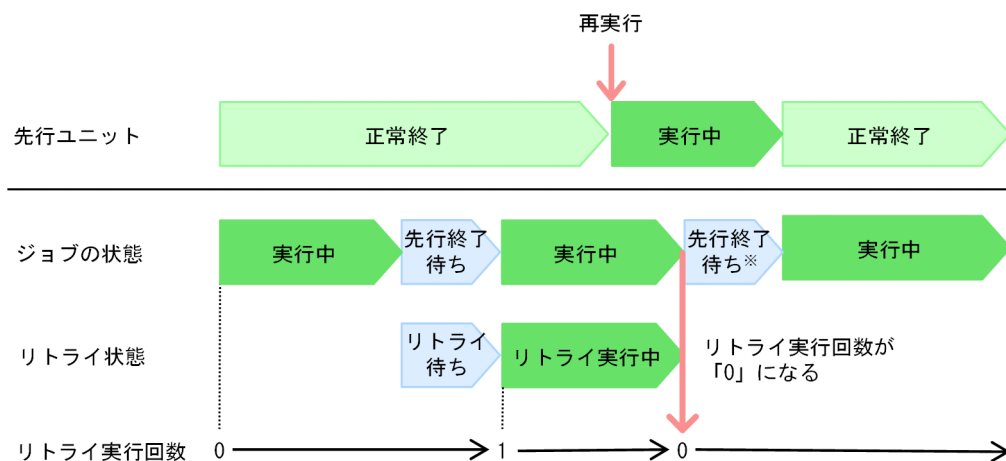 再実行
先行ユニット
正常終了
実行中
正常終了
ジョブの状態
実行中
先行終了
待ち
実行中
先行終了
待ち※
実行中
リトライ状態
リトライ
待ち
リトライ実行中
リトライ実行回数が
「0」になる
リトライ実行回数
0
1
0